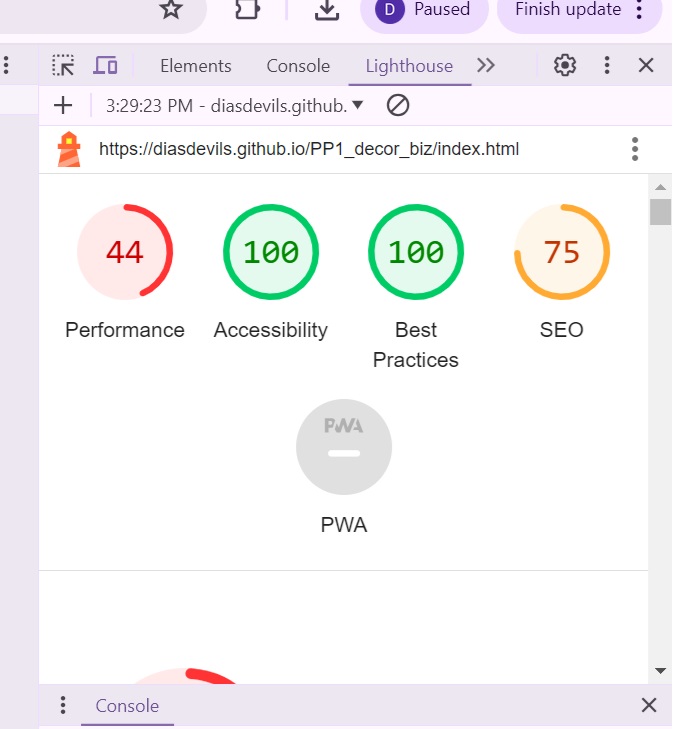 D Paused Finish update
Elements Console Lighthouse
3:29:23 PM - diasdevils.github.
https://diasdevils.github.io/PP1_decor_biz/index.html
44 100 100 75
Performance Accessibility Best Practices SEO
PWA
PWA
Console